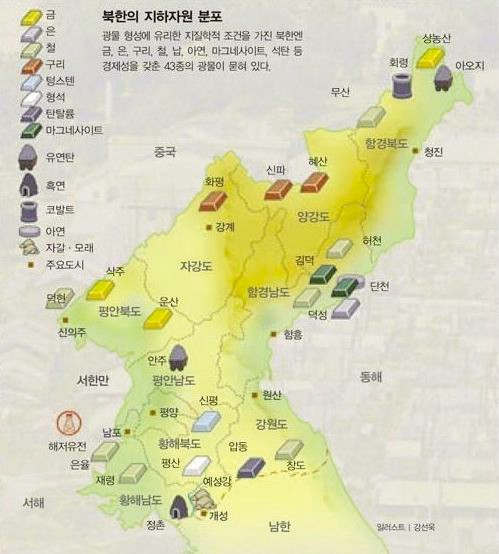 북한의 지하자원 분포
광물 형성에 유리한 지질학적 조건을 가진 북한엔
금, 은, 구리, 철, 납, 아연, 마그네사이트, 석탄 등
경제성을 갖춘 43종의 광물이 묻혀 있다.
금
은
철
구리
텅스텐
형석
탄탈륨
마그네사이트
유연탄
흑연
코발트
아연
자갈·모래
주요도시
상농산
회령
아오지
무산
함경북도
청진
중국
화평
신파
혜산
강계
양강도
허천
자강도
김덕
단천
함경남도
덕성
삭주
덕현
평안북도
운산
신의주
함흥
안주
평안남도
서한만
동해
신평
원산
평양
강원도
해저유전
남포
황해북도
압동
은율
평산
창도
재령
예성강
황해남도
서해
정촌
개성
남한
일러스트 | 강선욱